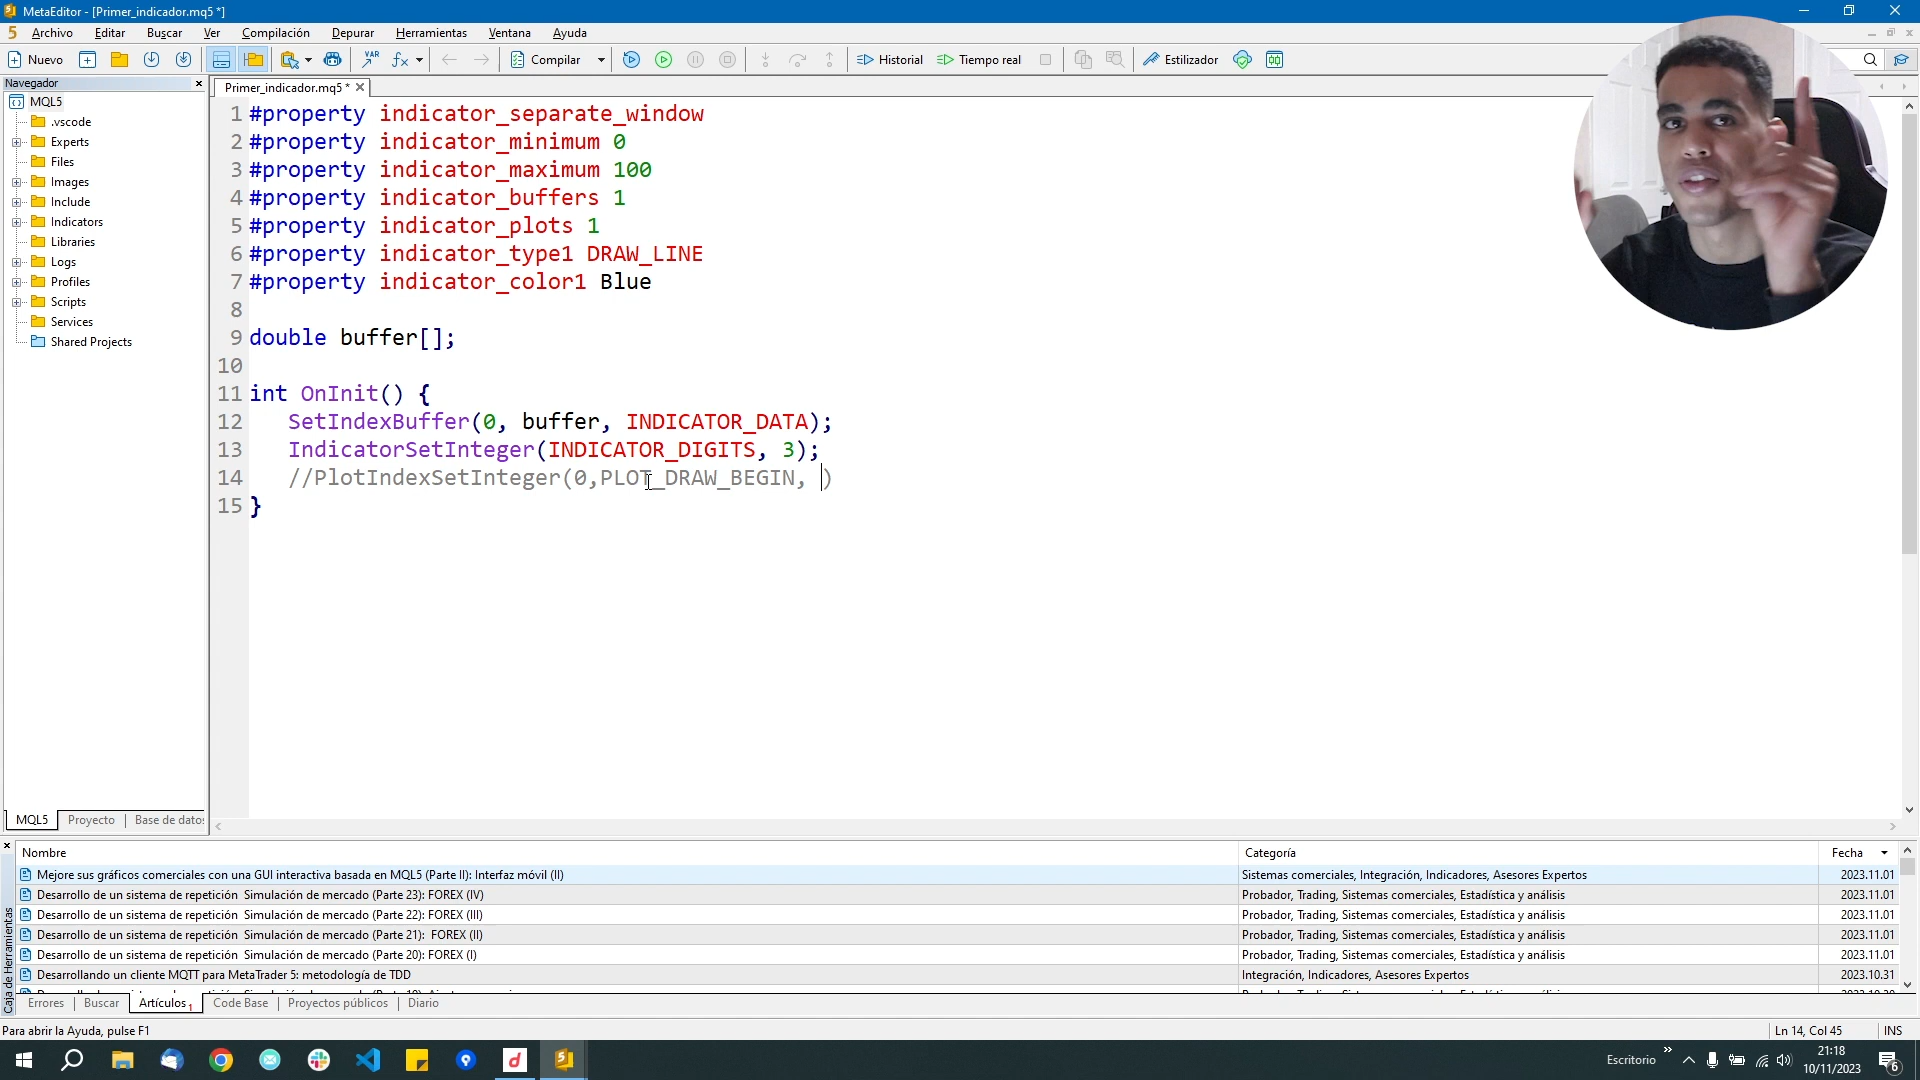 MetaEditor - [Primer_indicador.mq5 *]
5 Archivo Editar Buscar Ver Compilación Depurar Herramientas Ventana Ayuda
Nuevo VAR fx Compilar Historial Tiempo real Estilizador
Navegador
MQL5
.vscode
Experts
Files
Images
Include
Indicators
Libraries
Logs
Profiles
Scripts
Services
Shared Projects
MQL5 Proyecto Base de datos
Primer_indicador.mq5 *
1 #property indicator_separate_window
2 #property indicator_minimum 0
3 #property indicator_maximum 100
4 #property indicator_buffers 1
5 #property indicator_plots 1
6 #property indicator_type1 DRAW_LINE
7 #property indicator_color1 Blue
8
9 double buffer[];
10
11 int OnInit() {
12 SetIndexBuffer(0, buffer, INDICATOR_DATA);
13 IndicatorSetInteger(INDICATOR_DIGITS, 3);
14 //PlotIndexSetInteger(0,PLOT_DRAW_BEGIN, )
15 }
Caja de Herramientas
Nombre Categoría Fecha
Mejore sus gráficos comerciales con una GUI interactiva basada en MQL5 (Parte II): Interfaz móvil (II) Sistemas comerciales, Integración, Indicadores, Asesores Expertos 2023.11.01
Desarrollo de un sistema de repetición Simulación de mercado (Parte 23): FOREX (IV) Probador, Trading, Sistemas comerciales, Estadística y análisis 2023.11.01
Desarrollo de un sistema de repetición Simulación de mercado (Parte 22): FOREX (III) Probador, Trading, Sistemas comerciales, Estadística y análisis 2023.11.01
Desarrollo de un sistema de repetición Simulación de mercado (Parte 21): FOREX (II) Probador, Trading, Sistemas comerciales, Estadística y análisis 2023.11.01
Desarrollo de un sistema de repetición Simulación de mercado (Parte 20): FOREX (I) Probador, Trading, Sistemas comerciales, Estadística y análisis 2023.11.01
Desarrollando un cliente MQTT para MetaTrader 5: metodología de TDD Integración, Indicadores, Asesores Expertos 2023.10.31
Errores Buscar Artículos 1 Code Base Proyectos públicos Diario
Para abrir la Ayuda, pulse F1 Ln 14, Col 45 INS
Escritorio » 21:18
10/11/2023 6